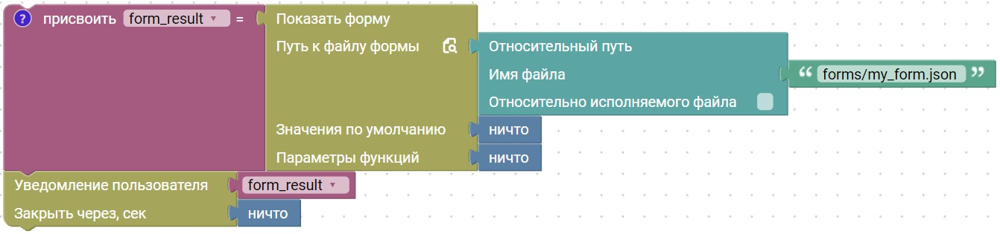 ? присвоить form_result ▾ = Показать форму
Путь к файлу формы Относительный путь
Имя файла “ forms/my_form.json ”
Относительно исполняемого файла
Значения по умолчанию ничто
Параметры функций ничто
Уведомление пользователя form_result ▾
Закрыть через, сек ничто